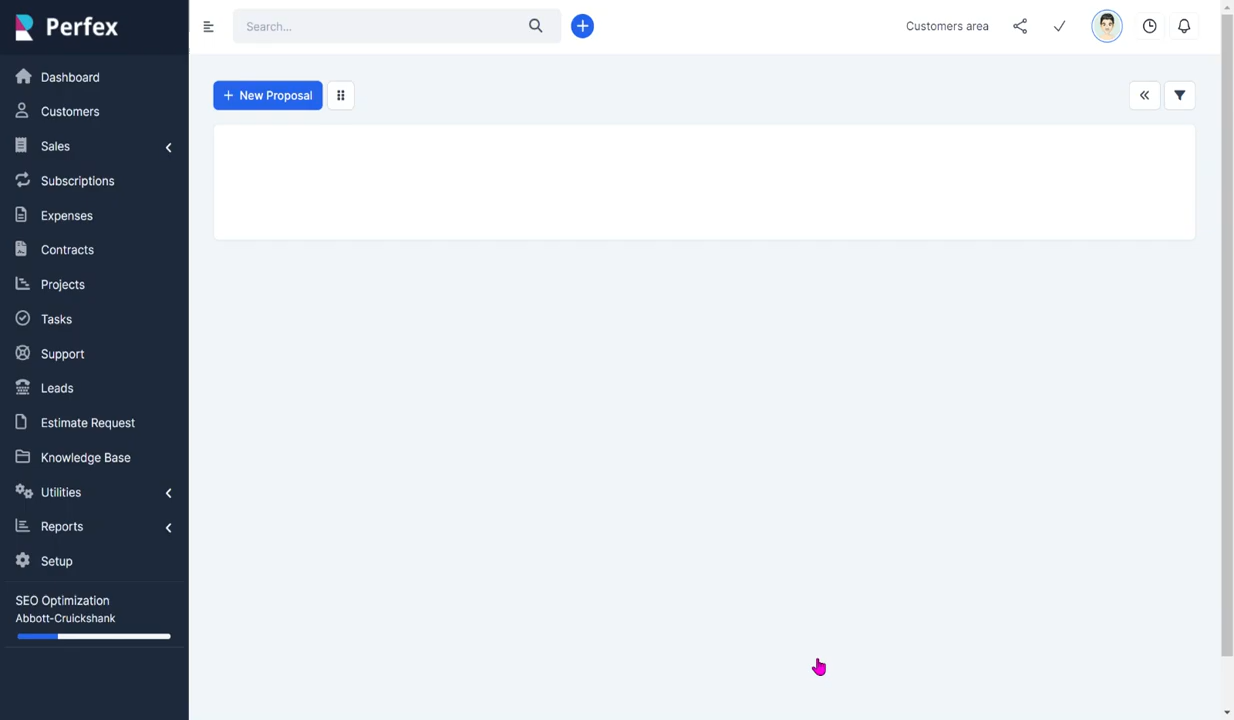 Perfex
Search...
Customers area
Dashboard
Customers
Sales
Subscriptions
Expenses
Contracts
Projects
Tasks
Support
Leads
Estimate Request
Knowledge Base
Utilities
Reports
Setup
SEO Optimization
Abbott-Cruickshank
New Proposal